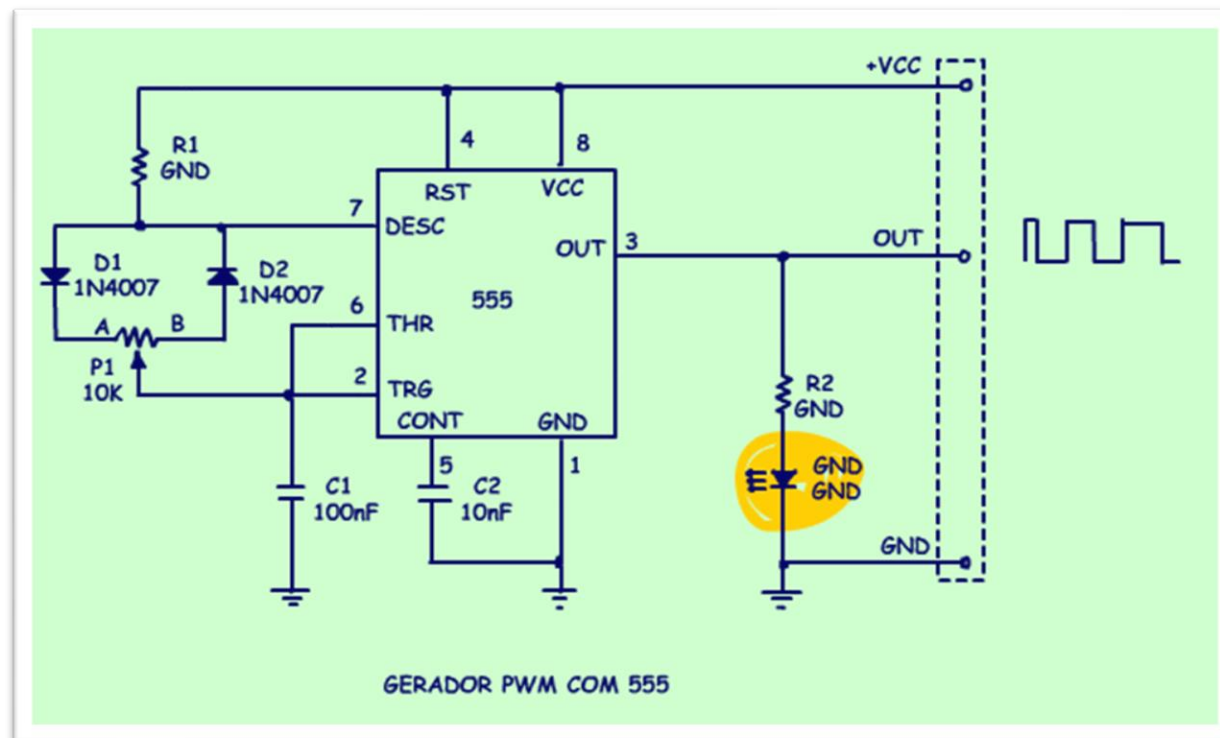 +VCC
R1
GND
4
8
RST
VCC
7
DESC
OUT
3
OUT
D1
1N4007
D2
1N4007
555
6
THR
A
B
P1
10K
2
TRG
CONT
GND
R2
GND
5
1
C1
100nF
C2
10nF
GND
GND
GND
GERADOR PWM COM 555